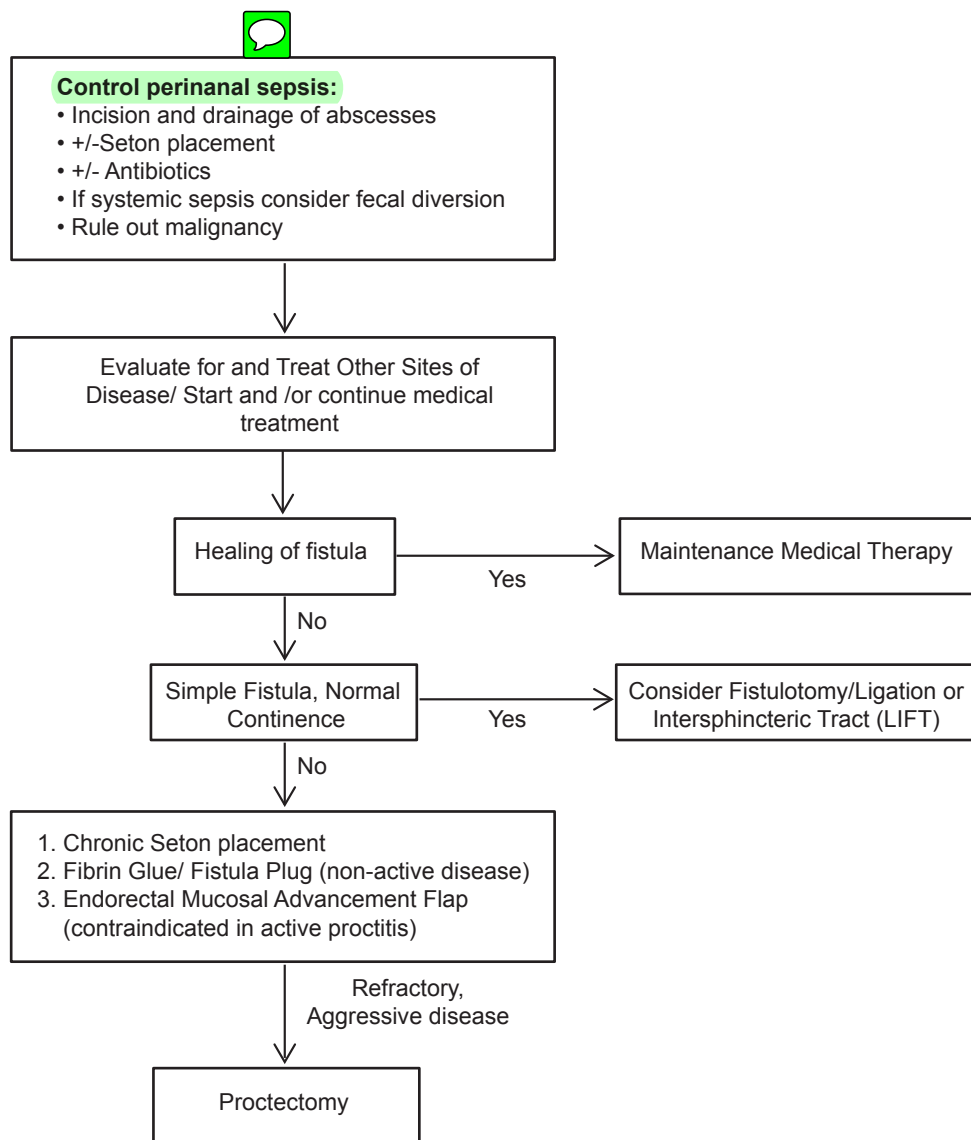 Control perinanal sepsis:
• Incision and drainage of abscesses
• +/-Seton placement
• +/- Antibiotics
• If systemic sepsis consider fecal diversion
• Rule out malignancy
Evaluate for and Treat Other Sites of
Disease/ Start and /or continue medical
treatment
Healing of fistula
Yes
Maintenance Medical Therapy
No
Simple Fistula, Normal
Continence
Yes
Consider Fistulotomy/Ligation or
Intersphincteric Tract (LIFT)
No
1. Chronic Seton placement
2. Fibrin Glue/ Fistula Plug (non-active disease)
3. Endorectal Mucosal Advancement Flap
(contraindicated in active proctitis)
Refractory,
Aggressive disease
Proctectomy